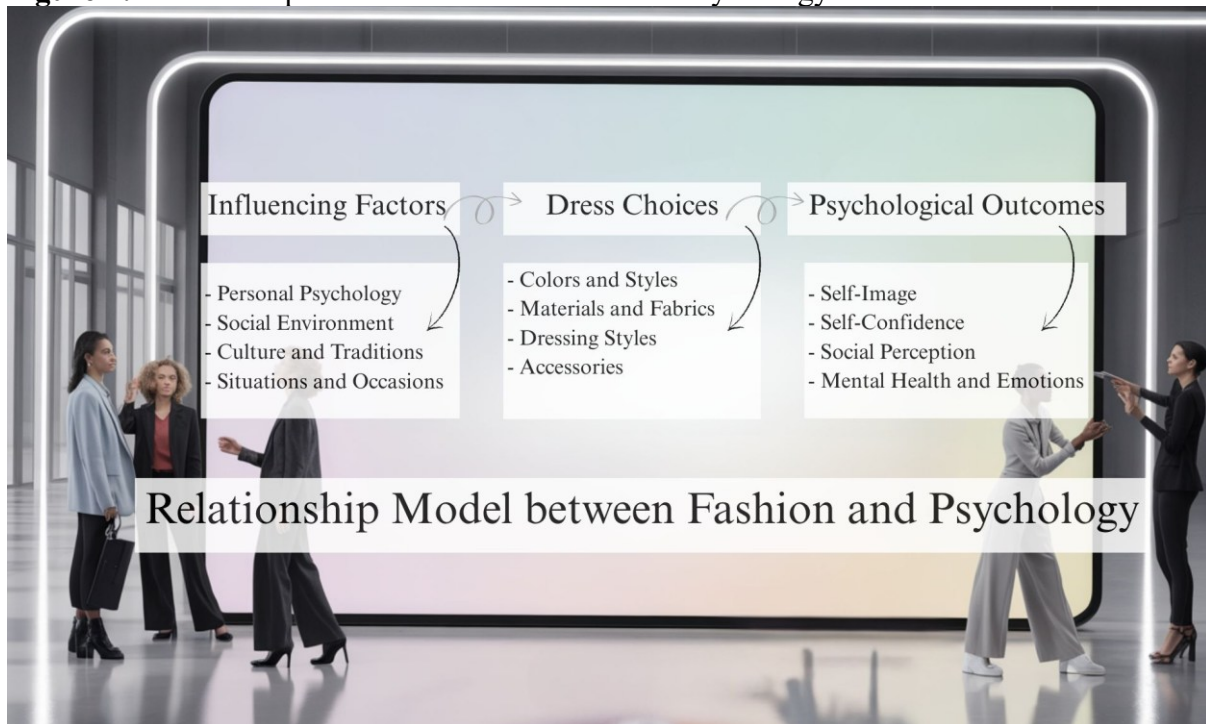 Influencing Factors
Dress Choices
Psychological Outcomes
- Personal Psychology
- Social Environment
- Culture and Traditions
- Situations and Occasions
- Colors and Styles
- Materials and Fabrics
- Dressing Styles
- Accessories
- Self-Image
- Self-Confidence
- Social Perception
- Mental Health and Emotions
Relationship Model between Fashion and Psychology